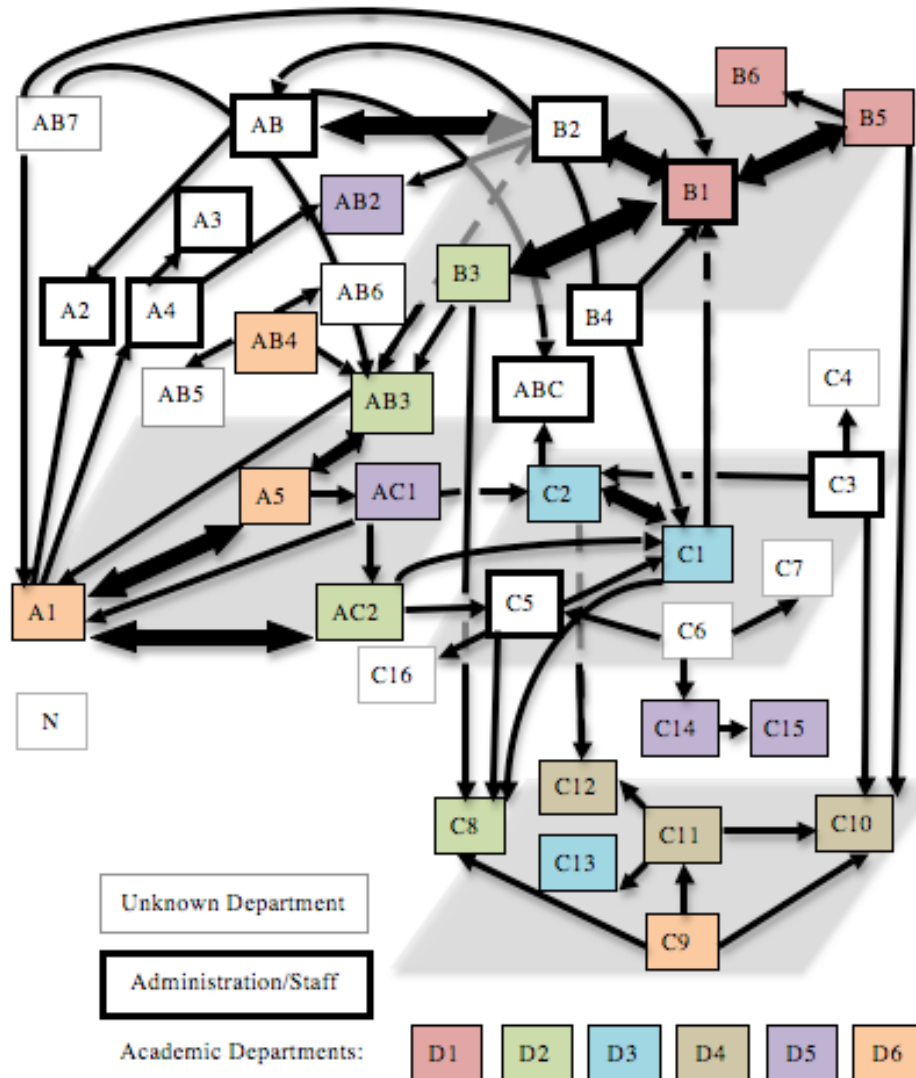 B6
B5
AB7
AB
B2
AB2
B1
A3
B3
AB6
A2
A4
B4
AB4
AB5
AB3
ABC
C4
A5
AC1
C2
C3
C1
C7
A1
AC2
C5
C6
C16
N
C14
C15
C12
C8
C11
C10
C13
C9
Unknown Department
Administration/Staff
Academic Departments:
D1
D2
D3
D4
D5
D6